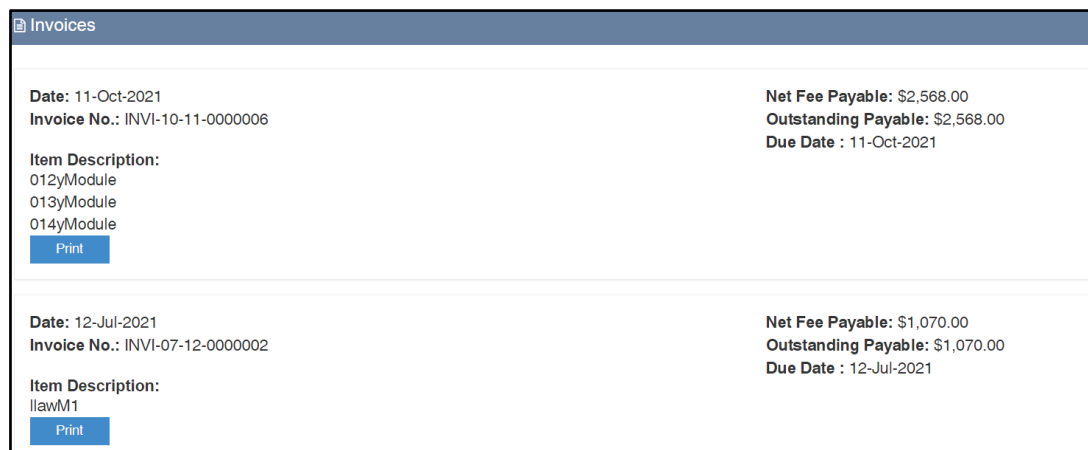 Invoices
Date: 11-Oct-2021
Invoice No.: INVI-10-11-0000006
Net Fee Payable: $2,568.00
Outstanding Payable: $2,568.00
Due Date : 11-Oct-2021
Item Description:
012yModule
013yModule
014yModule
Print
Date: 12-Jul-2021
Invoice No.: INVI-07-12-0000002
Net Fee Payable: $1,070.00
Outstanding Payable: $1,070.00
Due Date : 12-Jul-2021
Item Description:
llawM1
Print